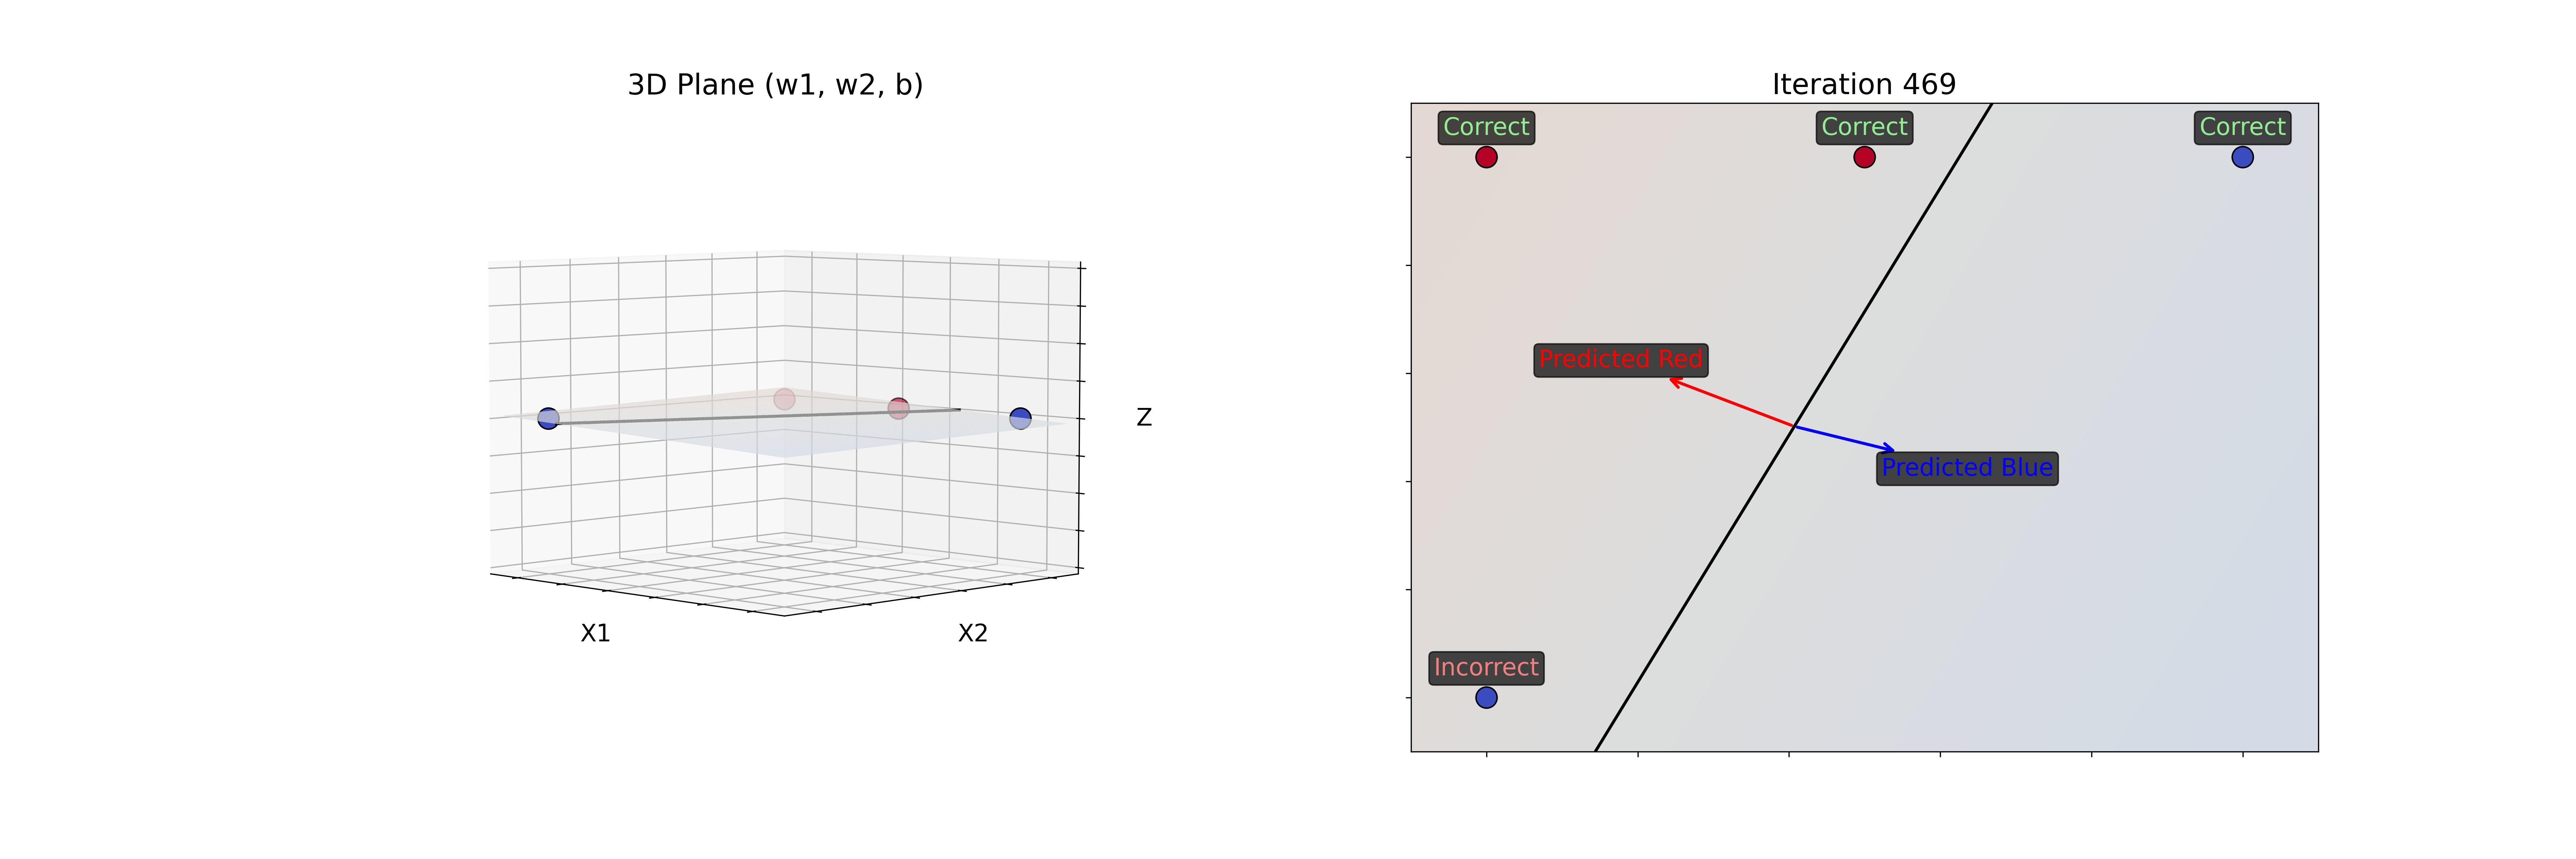 3D Plane (w1, w2, b)
Z
X1
X2
Iteration 469
Correct
Correct
Correct
Predicted Red
Predicted Blue
Incorrect